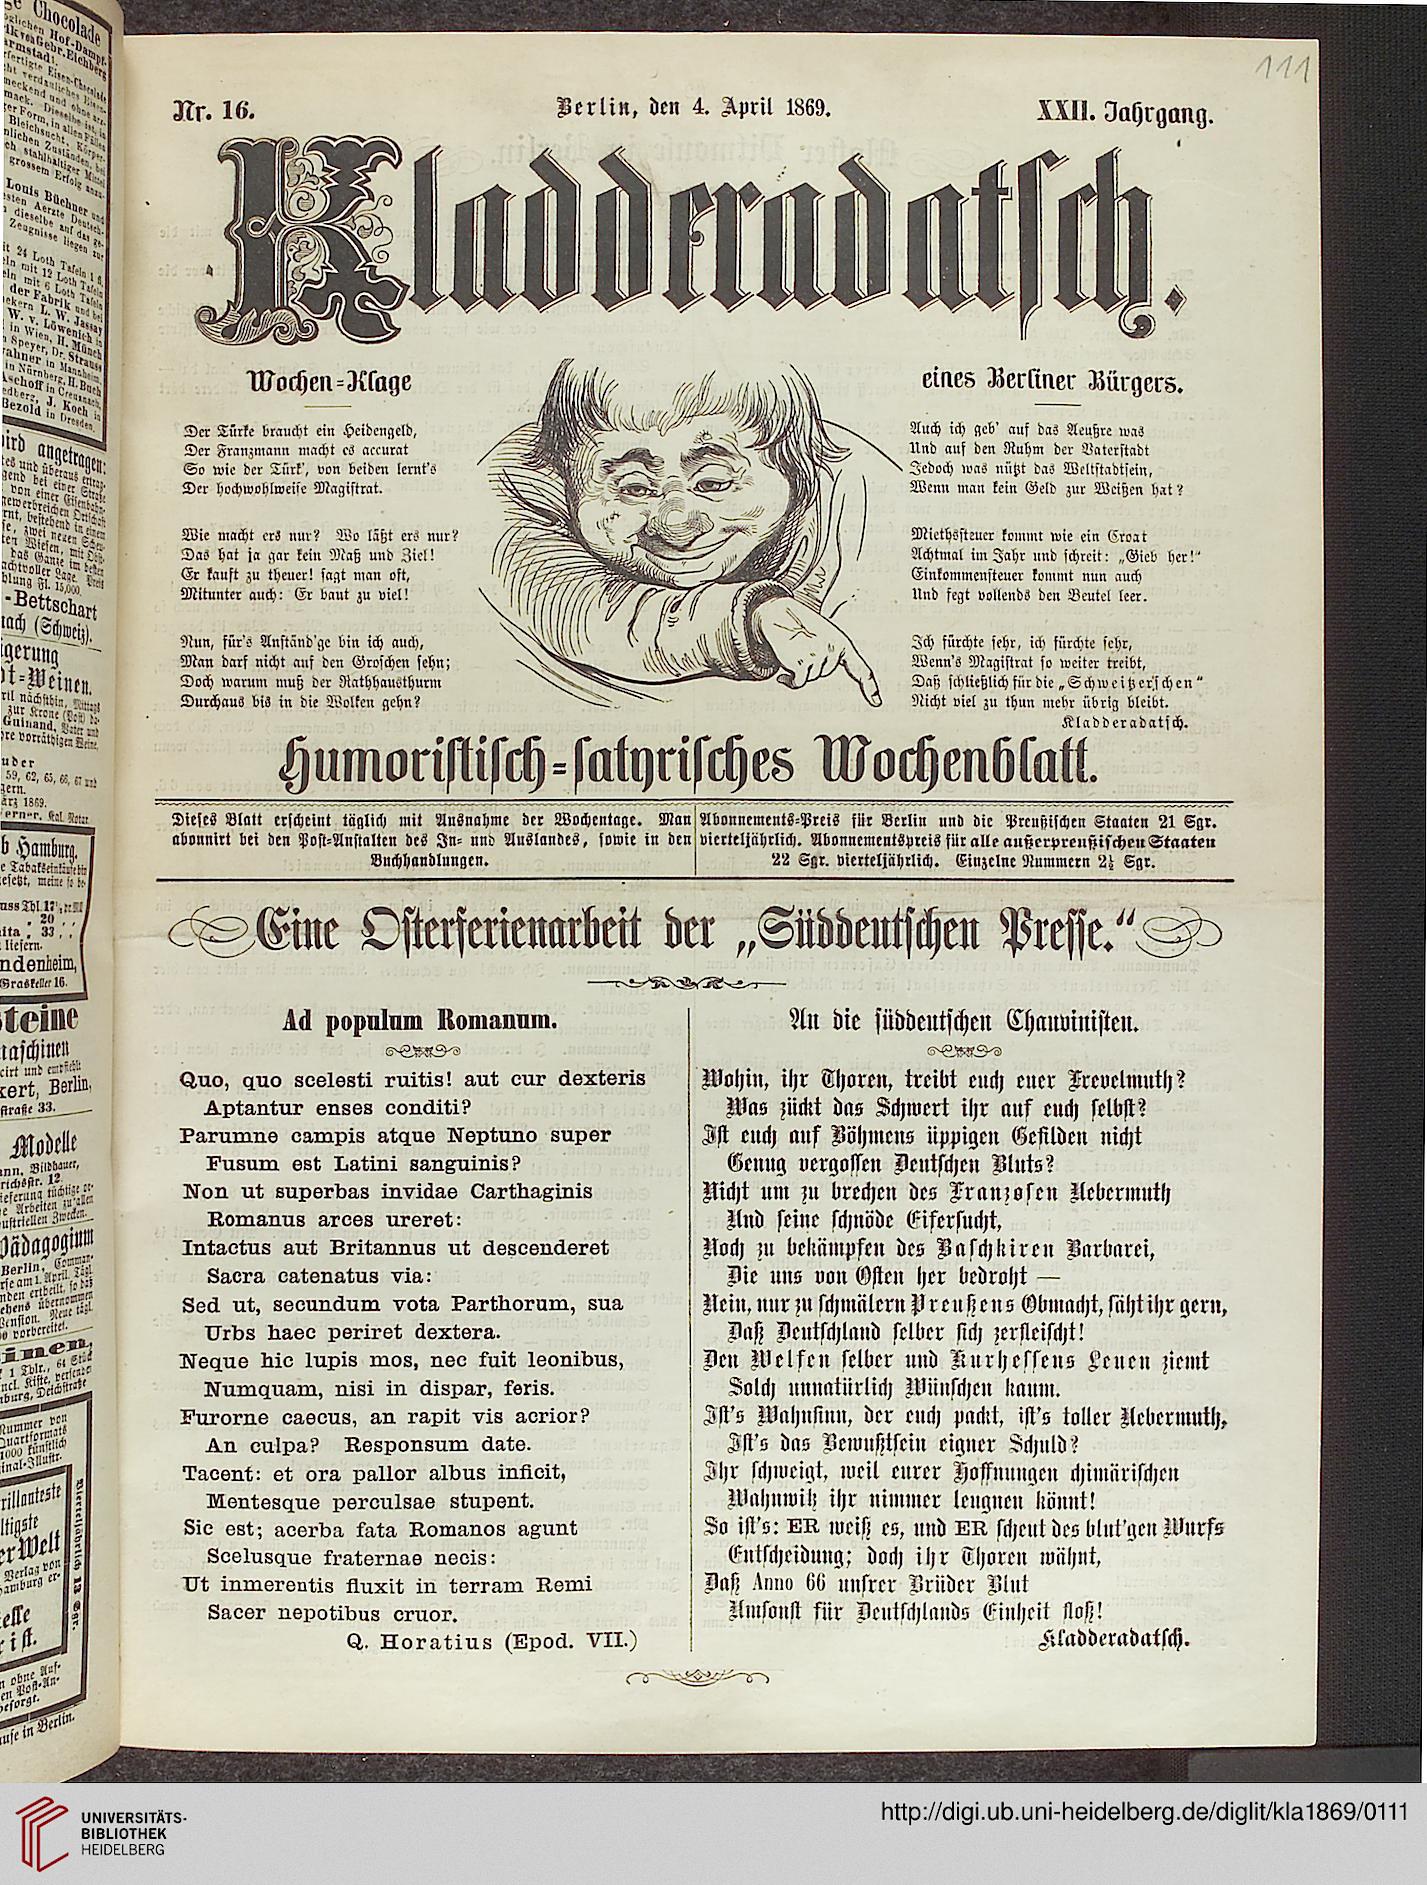 111
Nr. 16.
Berlin, den 4. April 1869.
XXII. Jahrgang.
Kladderadatsch.
Wochen=Klage
Der Türke braucht ein Heidengeld,
Der Franzmann macht es accurat
So wie der Türk', von beiden lernt's
Der hochwohlweise Magistrat.
Wie macht ers nur? Wo läßt ers nur?
Das hat ja gar kein Maß und Ziel!
Er kauft zu theuer! sagt man oft,
Mitunter auch: Er baut zu viel!
Nun, für's Anständ'ge bin ich auch,
Man darf nicht auf den Groschen sehn;
Doch warum muß der Rathhausthurm
Durchaus bis in die Wolken gehn?
eines Berliner Bürgers.
Auch ich geb' auf das Aeußre was
Und auf den Ruhm der Vaterstadt
Jedoch was nützt das Weltstadtsein,
Wenn man kein Geld zur Weißen hat?
Miethssteuer kommt wie ein Croat
Achtmal im Jahr und schreit: „Gieb her!"
Einkommensteuer kommt nun auch
Und fegt vollends den Beutel leer.
Ich fürchte sehr, ich fürchte sehr,
Wenn's Magistrat so weiter treibt,
Daß schließlich für die „Schweitzerschen"
Nicht viel zu thun mehr übrig bleibt.
Kladderadatsch.
Humoristisch=satyrisches Wochenblatt.
Dieses Blatt erscheint täglich mit Ausnahme der Wochentage. Man
abonnirt bei den Post=Anstalten des In= und Auslandes, sowie in den
Buchhandlungen.
Abonnements=Preis für Berlin und die Preußischen Staaten 21 Sgr.
vierteljährlich. Abonnementspreis für alle außerpreußischen Staaten
22 Sgr. vierteljährlich. Einzelne Nummern 2½ Sgr.
Eine Osterferienarbeit der „Süddeutschen Presse."
Ad populum Romanum.
Quo, quo scelesti ruitis! aut cur dexteris
Aptantur enses conditi?
Parumne campis atque Neptuno super
Fusum est Latini sanguinis?
Non ut superbas invidae Carthaginis
Romanus arces ureret:
Intactus aut Britannus ut descenderet
Sacra catenatus via:
Sed ut, secundum vota Parthorum, sua
Urbs haec periret dextera.
Neque hic lupis mos, nec fuit leonibus,
Numquam, nisi in dispar, feris.
Furorne caecus, an rapit vis acrior?
An culpa? Responsum date.
Tacent: et ora pallor albus inficit,
Mentesque perculsae stupent.
Sic est; acerba fata Romanos agunt
Scelusque fraternae necis:
Ut inmerentis fluxit in terram Remi
Sacer nepotibus cruor.
Q. Horatius (Epod. VII.)
An die süddeutschen Chauvinisten.
Wohin, ihr Thoren, treibt euch euer Frevelmuth?
Was zückt das Schwert ihr auf euch selbst?
Ist euch auf Böhmens üppigen Gefilden nicht
Genug vergossen Deutschen Bluts?
Nicht um zu brechen des Franzosen Uebermuth
Und seine schnöde Eifersucht,
Noch zu bekämpfen des Baschkiren Barbarei,
Die uns von Osten her bedroht —
Nein, nur zu schmälern Preußens Obmacht, säht ihr gern,
Daß Deutschland selber sich zerfleischt!
Den Welfen selber und Kurhessens Leuen ziemt
Solch unnatürlich Wünschen kaum.
Ist's Wahnsinn, der euch packt, ist's toller Uebermuth,
Ist's das Bewußtsein eigner Schuld?
Ihr schweigt, weil eurer Hoffnungen chimärischen
Wahnwitz ihr nimmer leugnen könnt!
So ist's: ER weiß es, und ER scheut des blut'gen Wurfs
Entscheidung; doch ihr Thoren wähnt,
Daß Anno 66 unsrer Brüder Blut
Umsonst für Deutschlands Einheit floß!
Kladderadatsch.
UNIVERSITÄTS-
BIBLIOTHEK
HEIDELBERG
http://digi.ub.uni-heidelberg.de/diglit/kla1869/0111